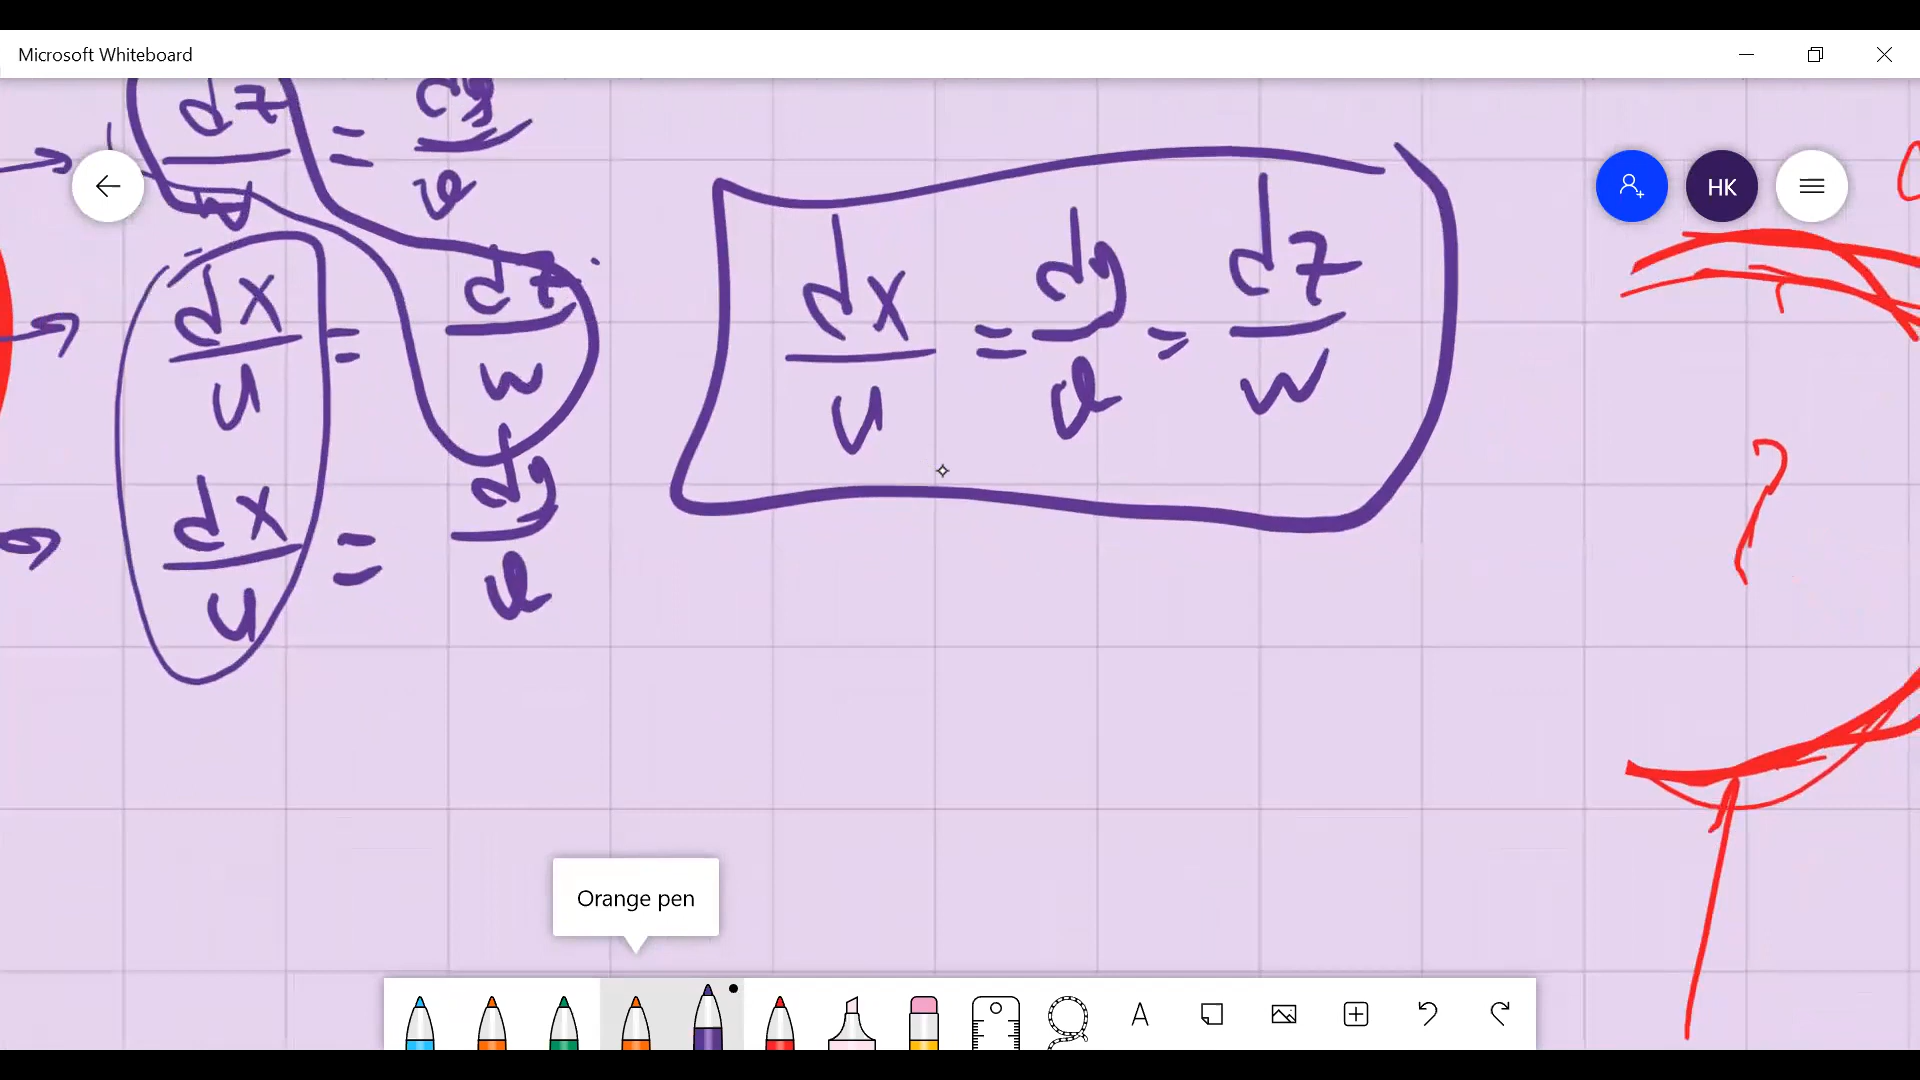 Microsoft Whiteboard
dz/w = dy/v
dx/u = dz/w
dx/u = dy/v
dx/u = dy/v = dz/w
HK
?
Orange pen
A